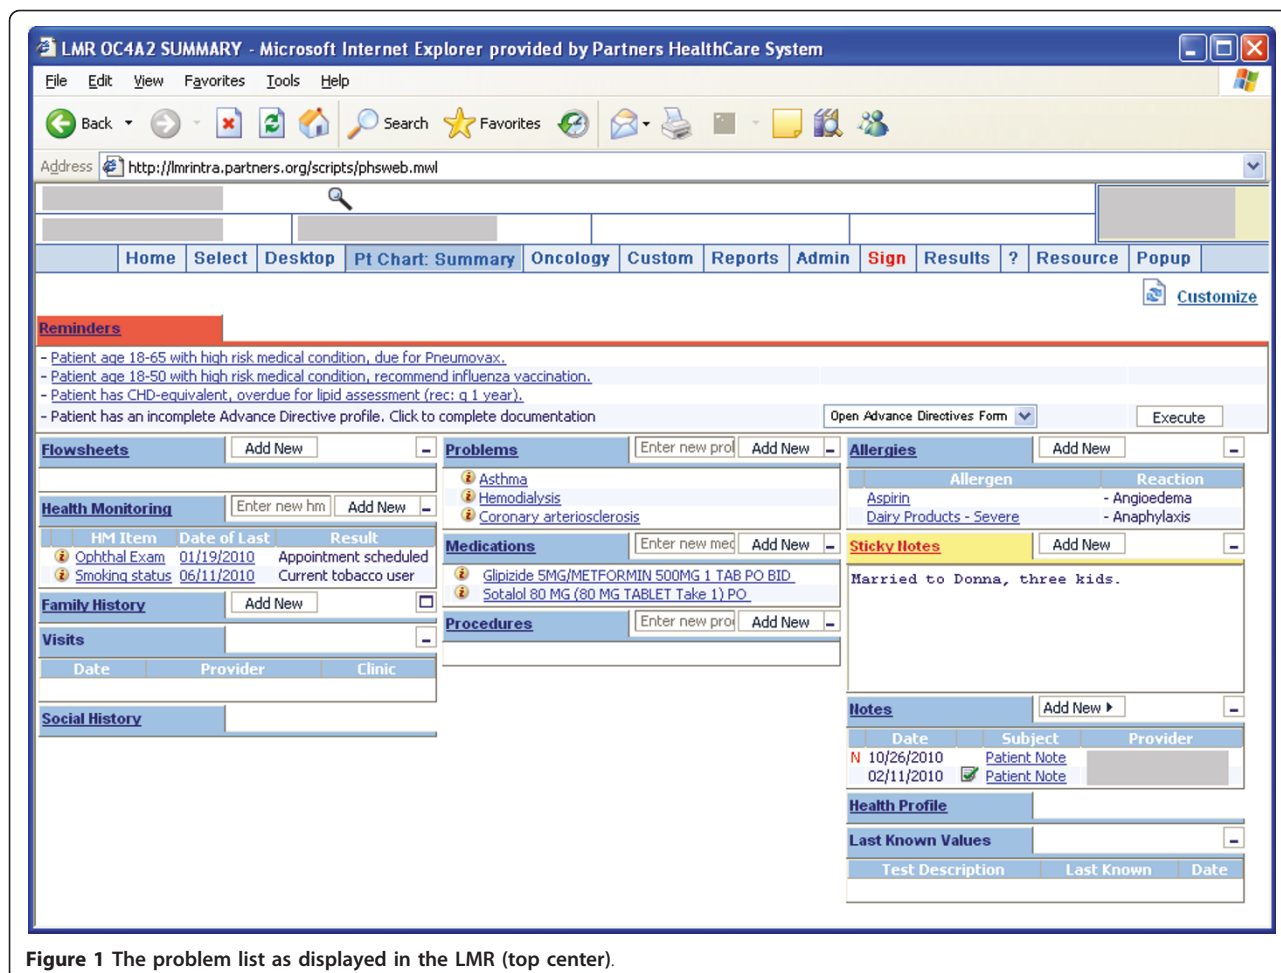 LMR OC4A2 SUMMARY - Microsoft Internet Explorer provided by Partners HealthCare System
File Edit View Favorites Tools Help
Back Search Favorites
Address http://lmrintra.partners.org/scripts/phsweb.mwl
Home Select Desktop Pt Chart: Summary Oncology Custom Reports Admin Sign Results ? Resource Popup
Customize
Reminders
- Patient age 18-65 with high risk medical condition, due for Pneumovax.
- Patient age 18-50 with high risk medical condition, recommend influenza vaccination.
- Patient has CHD-equivalent, overdue for lipid assessment (rec: q 1 year).
- Patient has an incomplete Advance Directive profile. Click to complete documentation Open Advance Directives Form Execute
Flowsheets Add New
Health Monitoring Enter new hm Add New
HM Item Date of Last Result
Ophthal Exam 01/19/2010 Appointment scheduled
Smoking status 06/11/2010 Current tobacco user
Family History Add New
Visits
Date Provider Clinic
Social History
Problems Enter new prol Add New
Asthma
Hemodialysis
Coronary arteriosclerosis
Medications Enter new med Add New
Glipizide 5MG/METFORMIN 500MG 1 TAB PO BID
Sotalol 80 MG (80 MG TABLET Take 1) PO
Procedures Enter new pro Add New
Allergies Add New
Allergen Reaction
Aspirin - Angioedema
Dairy Products - Severe - Anaphylaxis
Sticky Notes Add New
Married to Donna, three kids.
Notes Add New
Date Subject Provider
N 10/26/2010 Patient Note
02/11/2010 Patient Note
Health Profile
Last Known Values
Test Description Last Known Date
Figure 1 The problem list as displayed in the LMR (top center).